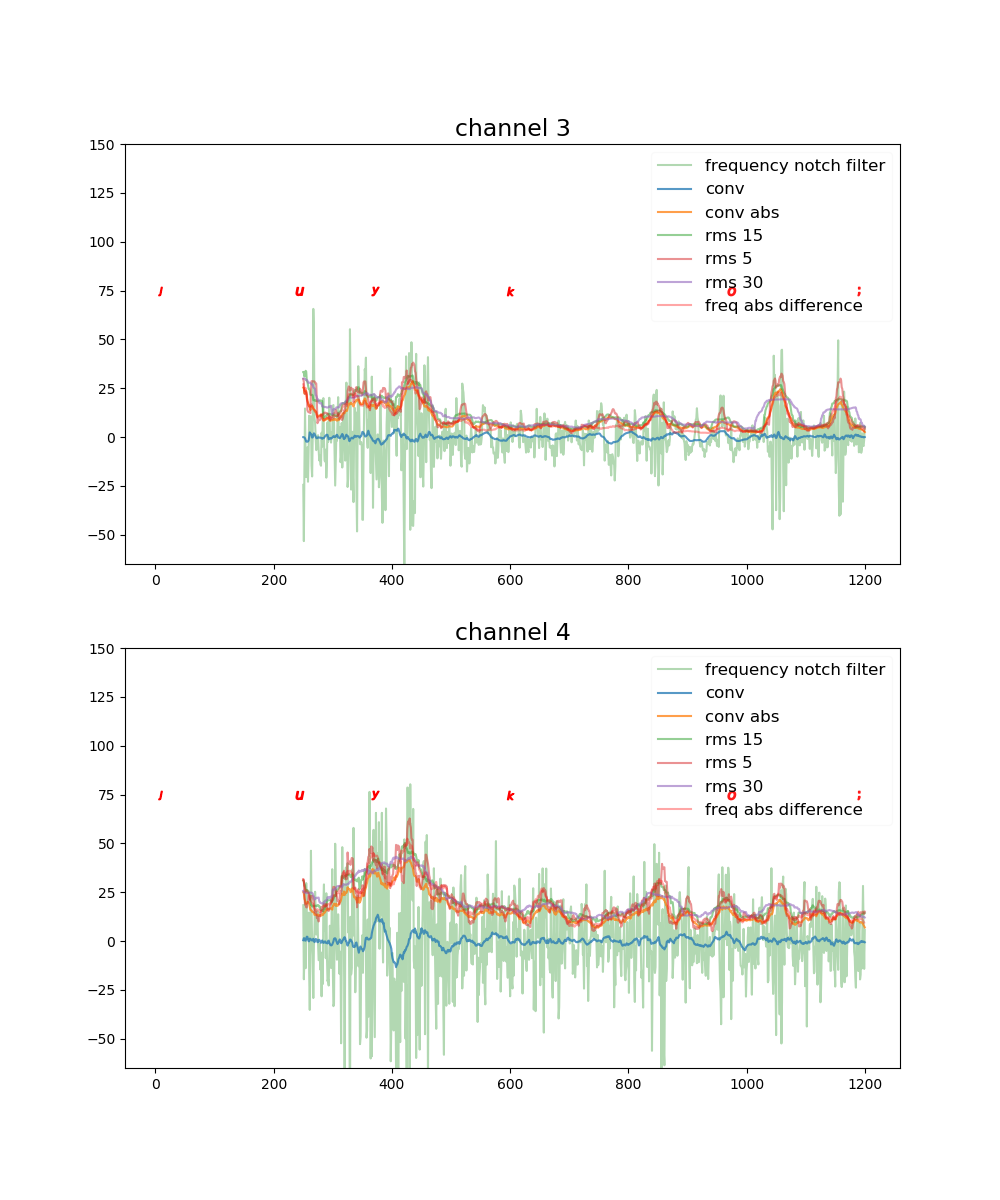 channel 3
150
125
100
75
50
25
0
−25
−50
frequency notch filter
conv
conv abs
rms 15
rms 5
rms 30
freq abs difference
j u y k o ;
0 200 400 600 800 1000 1200
channel 4
150
125
100
75
50
25
0
−25
−50
frequency notch filter
conv
conv abs
rms 15
rms 5
rms 30
freq abs difference
j u y k o ;
0 200 400 600 800 1000 1200